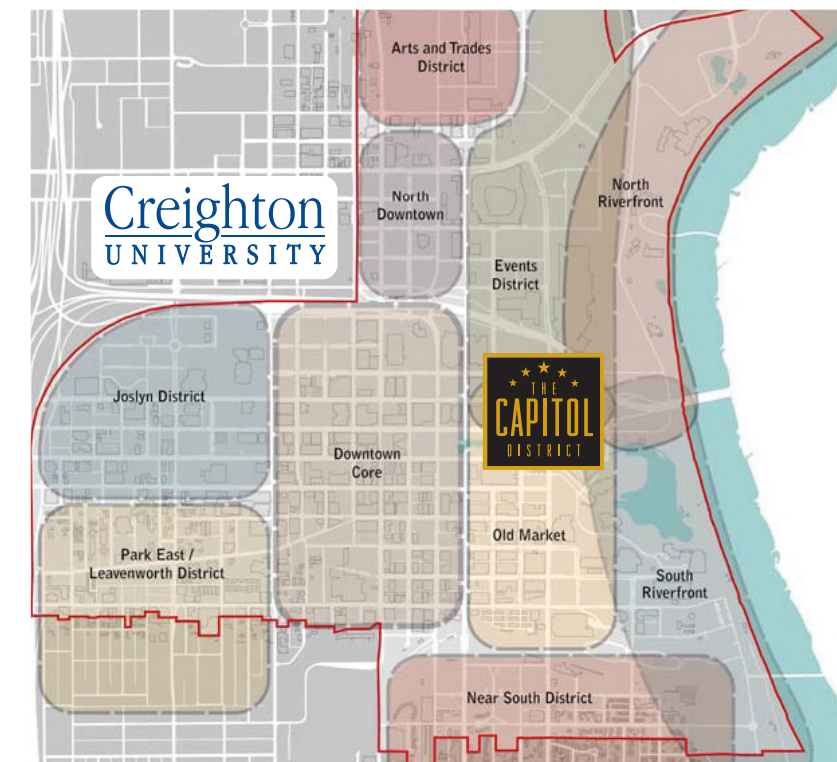 Arts and Trades
District
Creighton
UNIVERSITY
North
Downtown
North
Riverfront
Events
District
Joslyn District
THE
CAPITOL
DISTRICT
Downtown
Core
Old Market
Park East /
Leavenworth District
South
Riverfront
Near South District